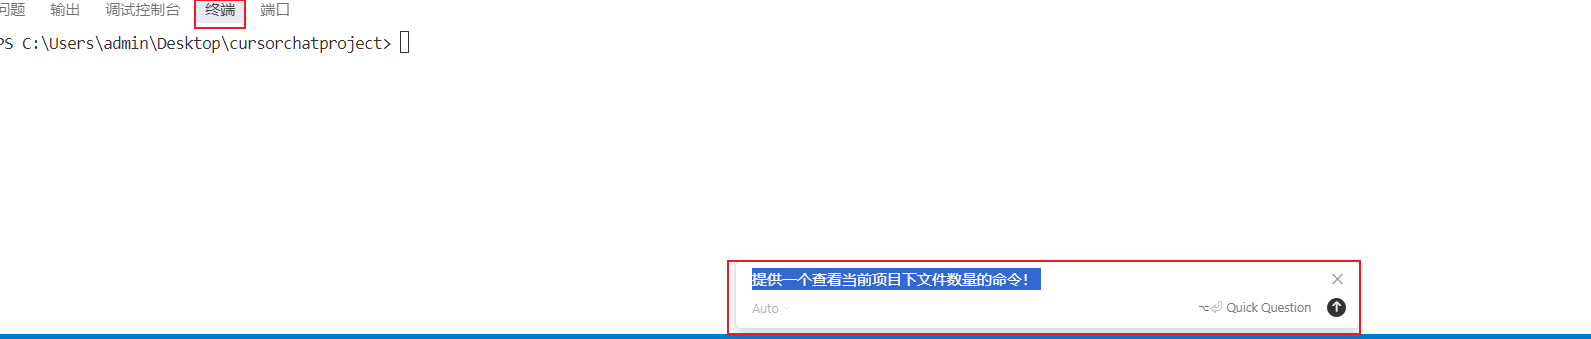 问题 输出 调试控制台 终端 端口
PS C:\Users\admin\Desktop\cursorchatproject>
提供一个查看当前项目下文件数量的命令！
Auto
⌥⏎ Quick Question